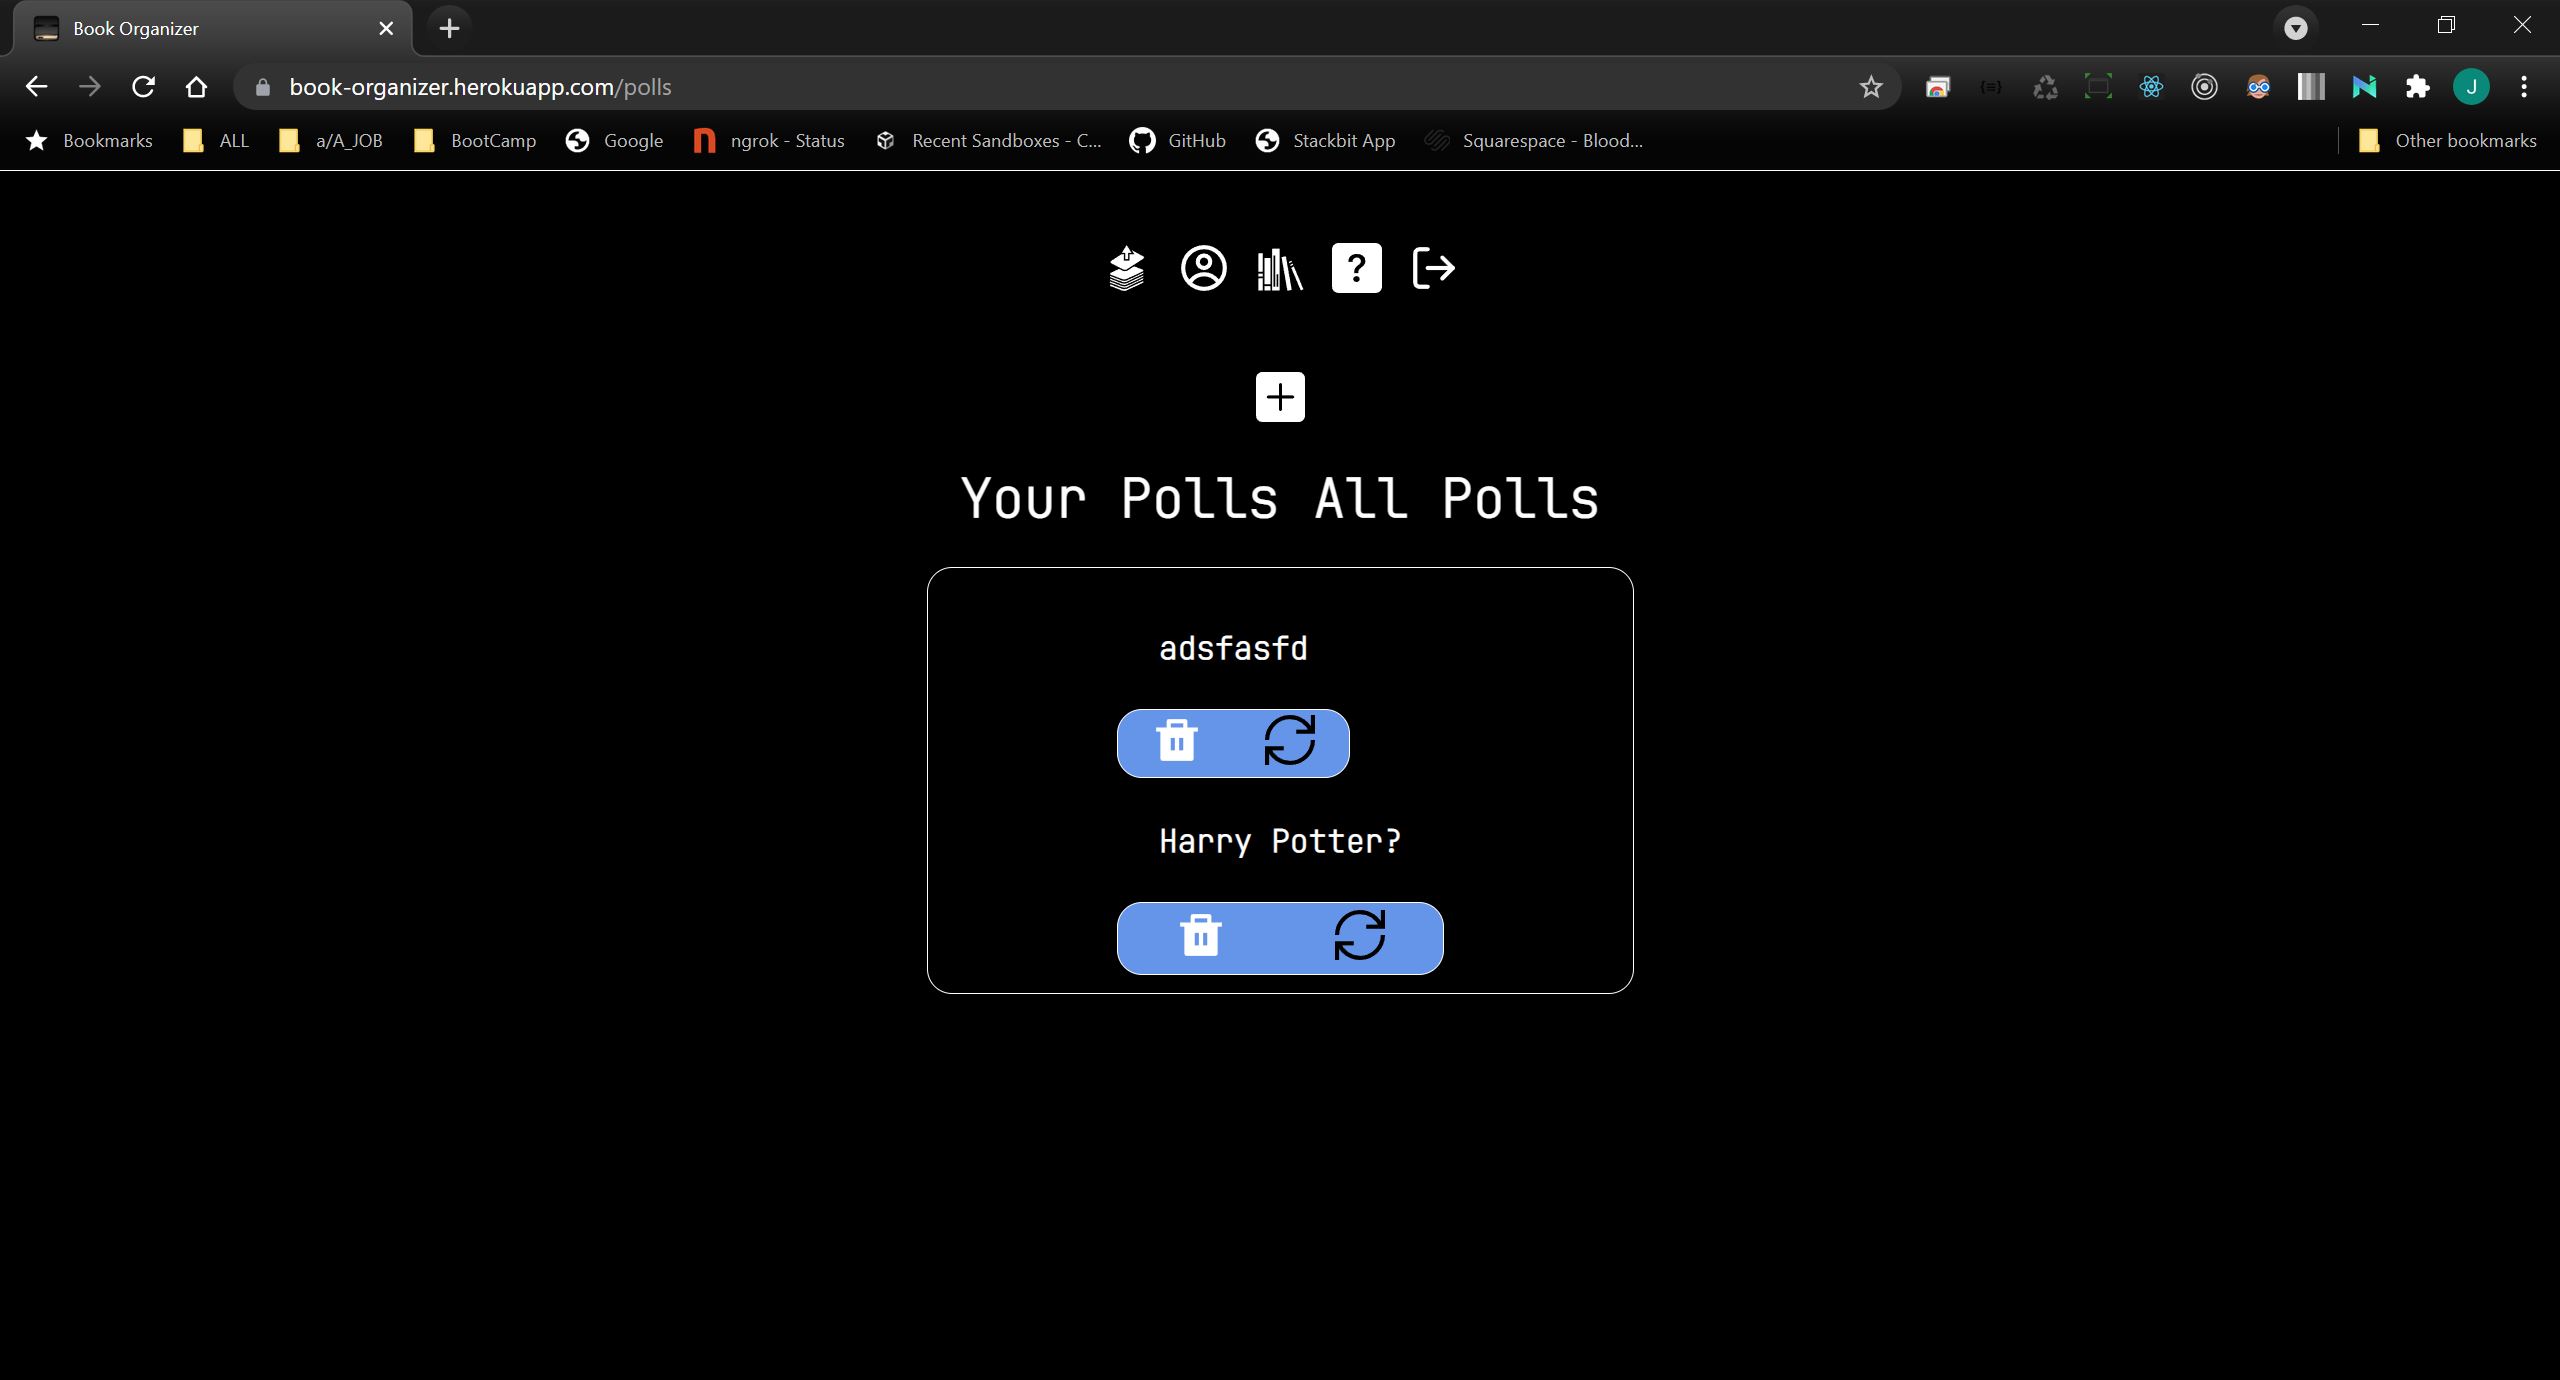 Book Organizer
book-organizer.herokuapp.com/polls
J
Bookmarks ALL a/A_JOB BootCamp Google ngrok - Status Recent Sandboxes - C... GitHub Stackbit App Squarespace - Blood... Other bookmarks
?
Your Polls All Polls
adsfasfd
Harry Potter?